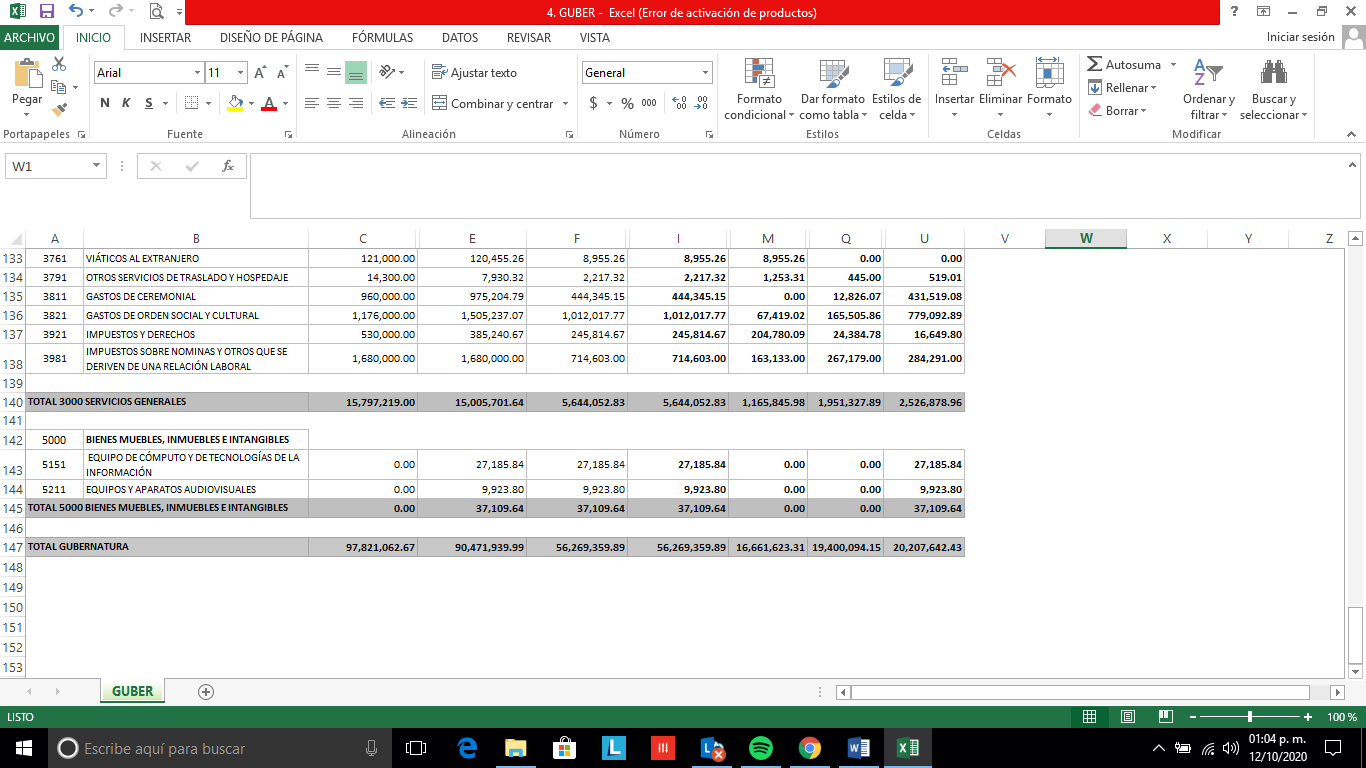 4. GUBER - Excel (Error de activación de productos)
?
ARCHIVO INICIO INSERTAR DISEÑO DE PÁGINA FÓRMULAS DATOS REVISAR VISTA Iniciar sesión
Pegar
Portapapeles
Arial 11 A A
N K S A
Fuente
Ajustar texto
Combinar y centrar
Alineación
General
$ % 000
Número
Formato condicional
Dar formato como tabla
Estilos de celda
Estilos
Insertar Eliminar Formato
Celdas
Autosuma
Rellenar
Borrar
Ordenar y filtrar
Buscar y seleccionar
Modificar
W1 fx
A B C E F I M Q U V W X Y Z
133 3761 VIÁTICOS AL EXTRANJERO 121,000.00 120,455.26 8,955.26 8,955.26 8,955.26 0.00 0.00
134 3791 OTROS SERVICIOS DE TRASLADO Y HOSPEDAJE 14,300.00 7,930.32 2,217.32 2,217.32 1,253.31 445.00 519.01
135 3811 GASTOS DE CEREMONIAL 960,000.00 975,204.79 444,345.15 444,345.15 0.00 12,826.07 431,519.08
136 3821 GASTOS DE ORDEN SOCIAL Y CULTURAL 1,176,000.00 1,505,237.07 1,012,017.77 1,012,017.77 67,419.02 165,505.86 779,092.89
137 3921 IMPUESTOS Y DERECHOS 530,000.00 385,240.67 245,814.67 245,814.67 204,780.09 24,384.78 16,649.80
138 3981 IMPUESTOS SOBRE NOMINAS Y OTROS QUE SE
DERIVEN DE UNA RELACIÓN LABORAL 1,680,000.00 1,680,000.00 714,603.00 714,603.00 163,133.00 267,179.00 284,291.00
139
140 TOTAL 3000 SERVICIOS GENERALES 15,797,219.00 15,005,701.64 5,644,052.83 5,644,052.83 1,165,845.98 1,951,327.89 2,526,878.96
141
142 5000 BIENES MUEBLES, INMUEBLES E INTANGIBLES
143 5151 EQUIPO DE CÓMPUTO Y DE TECNOLOGÍAS DE LA
INFORMACIÓN 0.00 27,185.84 27,185.84 27,185.84 0.00 0.00 27,185.84
144 5211 EQUIPOS Y APARATOS AUDIOVISUALES 0.00 9,923.80 9,923.80 9,923.80 0.00 0.00 9,923.80
145 TOTAL 5000 BIENES MUEBLES, INMUEBLES E INTANGIBLES 0.00 37,109.64 37,109.64 37,109.64 0.00 0.00 37,109.64
146
147 TOTAL GUBERNATURA 97,821,062.67 90,471,939.99 56,269,359.89 56,269,359.89 16,661,623.31 19,400,094.15 20,207,642.43
148
149
150
151
152
153
GUBER
LISTO 100 %
Escribe aquí para buscar
01:04 p. m.
12/10/2020